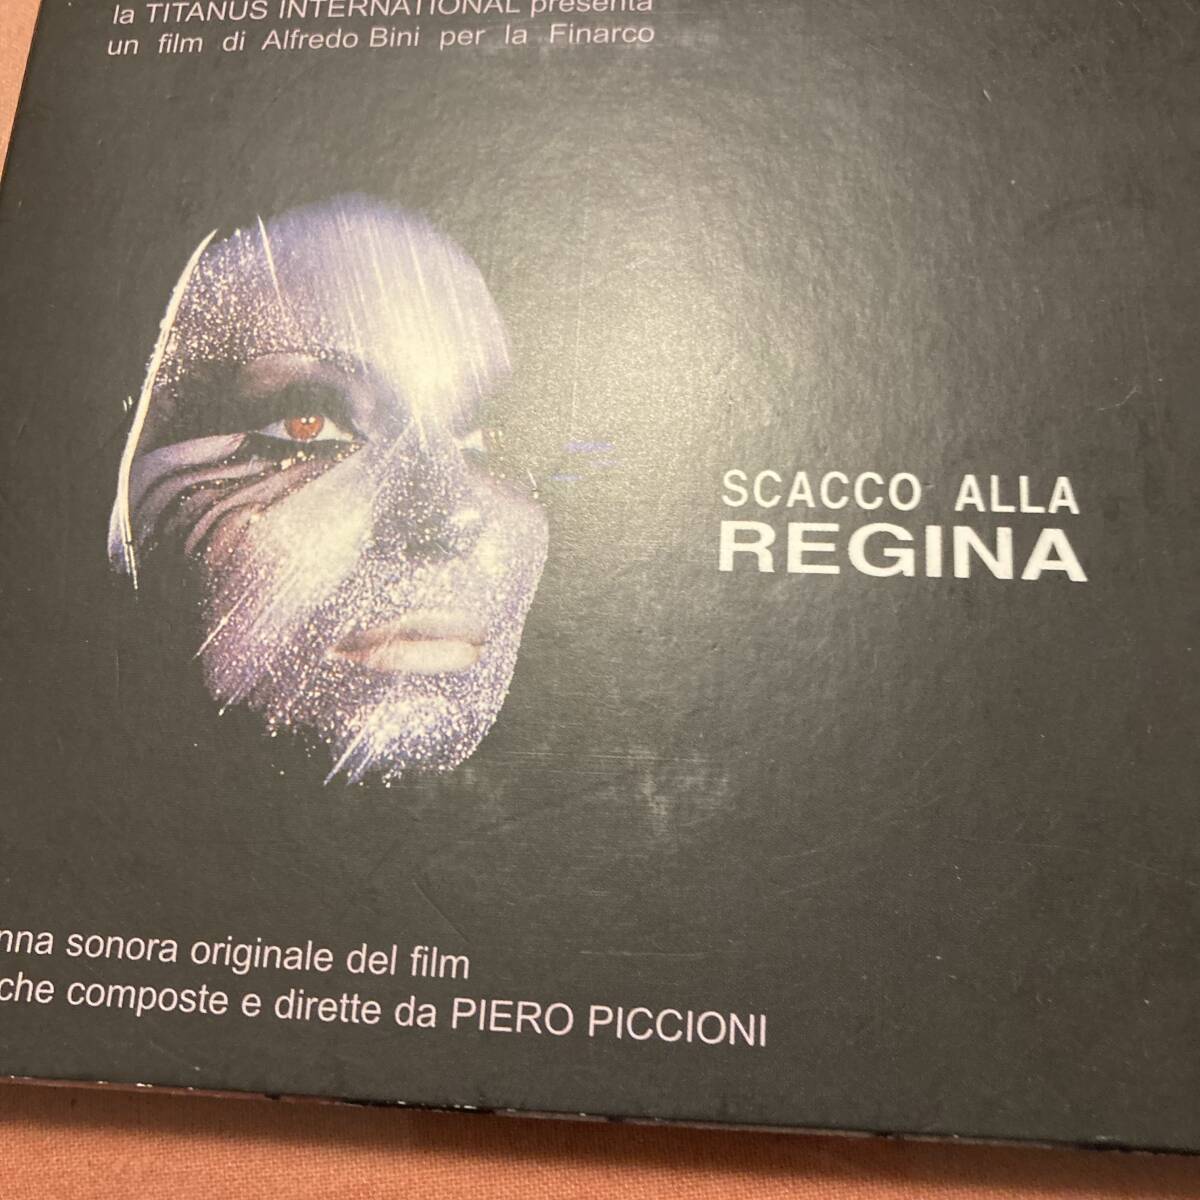 la TITANUS INTERNATIONAL presenta
un film di Alfredo Bini per la Finarco
SCACCO ALLA
REGINA
nna sonora originale del film
che composte e dirette da PIERO PICCIONI